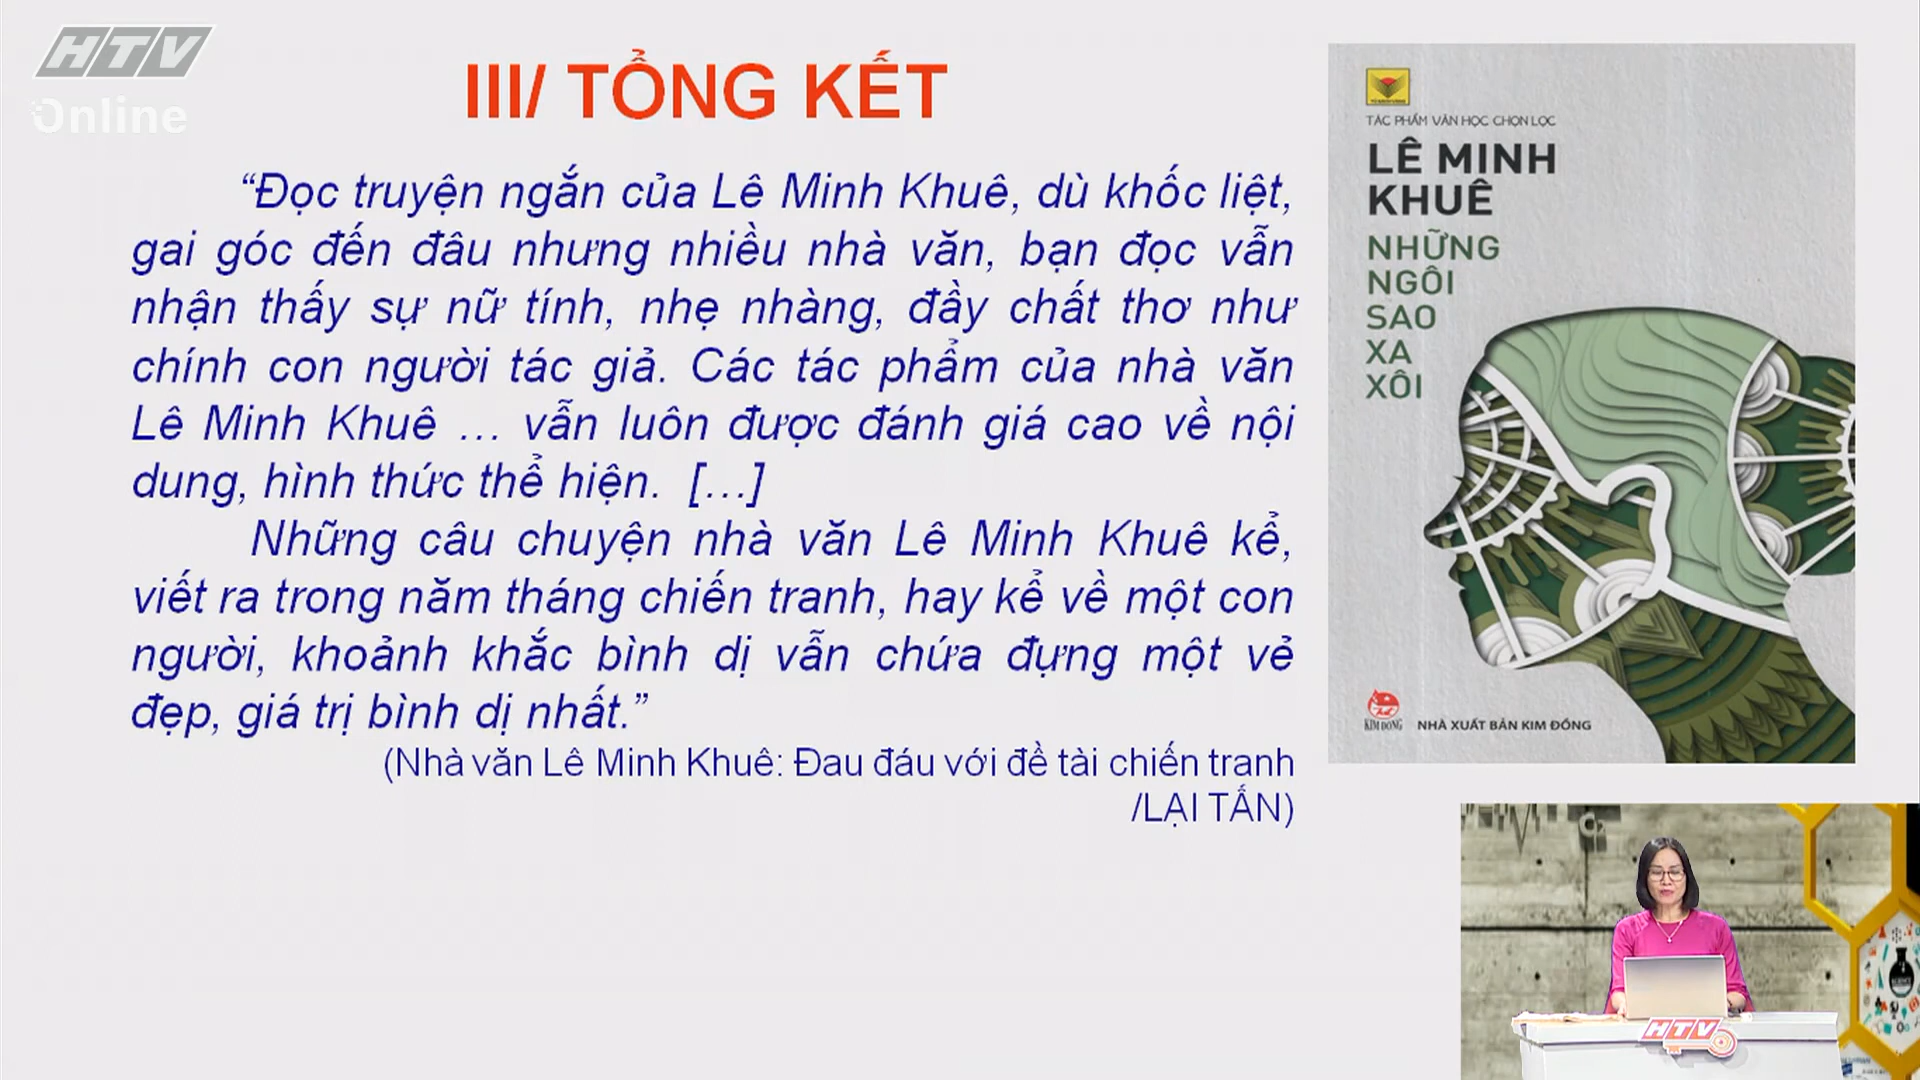 HTV
Online
III/ TỔNG KẾT
“Đọc truyện ngắn của Lê Minh Khuê, dù khốc liệt,
gai góc đến đâu nhưng nhiều nhà văn, bạn đọc vẫn
nhận thấy sự nữ tính, nhẹ nhàng, đầy chất thơ như
chính con người tác giả. Các tác phẩm của nhà văn
Lê Minh Khuê … vẫn luôn được đánh giá cao về nội
dung, hình thức thể hiện. […]
Những câu chuyện nhà văn Lê Minh Khuê kể,
viết ra trong năm tháng chiến tranh, hay kể về một con
người, khoảnh khắc bình dị vẫn chứa đựng một vẻ
đẹp, giá trị bình dị nhất.”
(Nhà văn Lê Minh Khuê: Đau đáu với đề tài chiến tranh
/LẠI TẤN)
TÁC PHẨM VĂN HỌC CHỌN LỌC
LÊ MINH
KHUÊ
NHỮNG
NGÔI
SAO
XA
XÔI
KIM ĐỒNG
NHÀ XUẤT BẢN KIM ĐỒNG
HTV